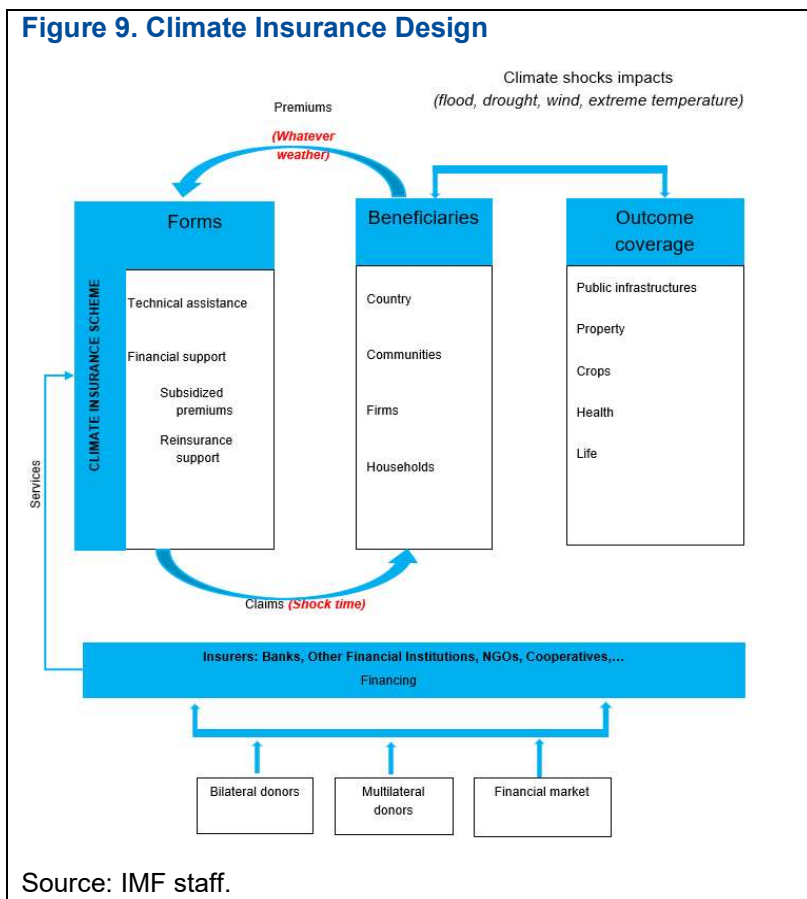 Figure 9. Climate Insurance Design
Climate shocks impacts
(flood, drought, wind, extreme temperature)
Premiums
(Whatever
weather)
Forms
Beneficiaries
Outcome
coverage
CLIMATE INSURANCE SCHEME
Technical assistance
Financial support
Subsidized
premiums
Reinsurance
support
Country
Communities
Firms
Households
Public infrastructures
Property
Crops
Health
Life
Services
Claims (Shock time)
Insurers: Banks, Other Financial Institutions, NGOs, Cooperatives,...
Financing
Bilateral donors
Multilateral
donors
Financial market
Source: IMF staff.